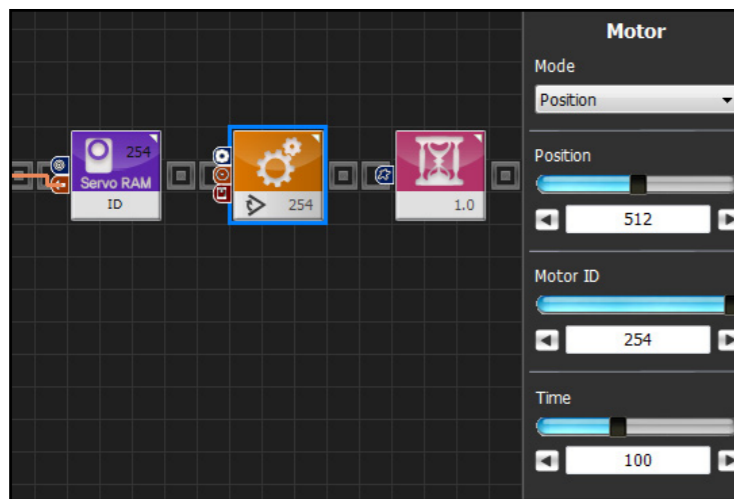 254
Servo RAM
ID
254
1.0
Motor
Mode
Position
Position
512
Motor ID
254
Time
100